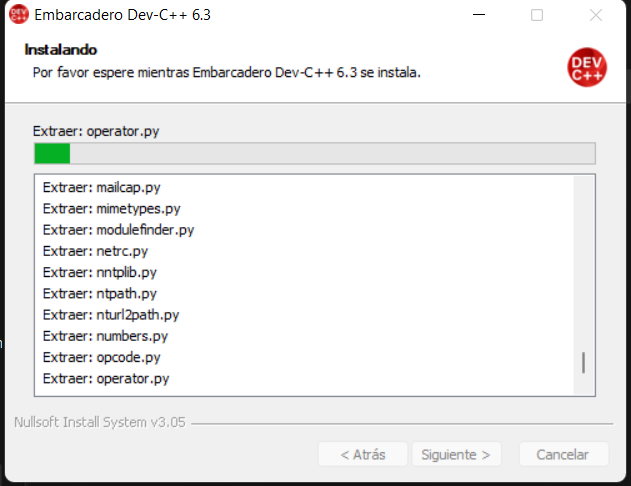 Embarcadero Dev-C++ 6.3
Instalando
Por favor espere mientras Embarcadero Dev-C++ 6.3 se instala.
DEV
C++
Extraer: operator.py
Extraer: mailcap.py
Extraer: mimetypes.py
Extraer: modulefinder.py
Extraer: netrc.py
Extraer: nntplib.py
Extraer: ntpath.py
Extraer: nturl2path.py
Extraer: numbers.py
Extraer: opcode.py
Extraer: operator.py
Nullsoft Install System v3.05
< Atrás
Siguiente >
Cancelar